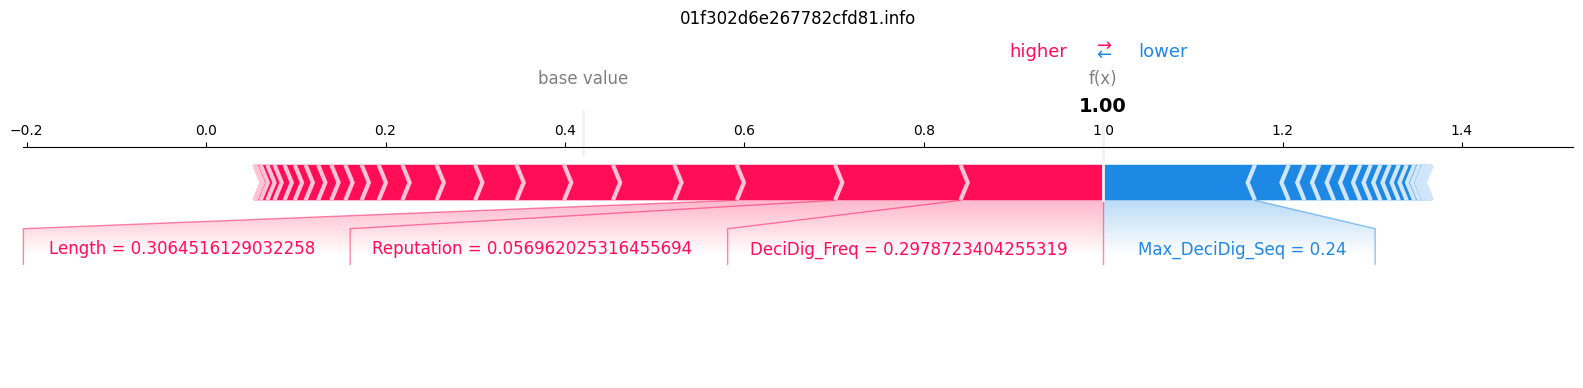 01f302d6e267782cfd81.info
higher → ← lower
base value f(x)
1.00
−0.2 0.0 0.2 0.4 0.6 0.8 1.0 1.2 1.4
Length = 0.3064516129032258 Reputation = 0.056962025316455694 DeciDig_Freq = 0.2978723404255319 Max_DeciDig_Seq = 0.24